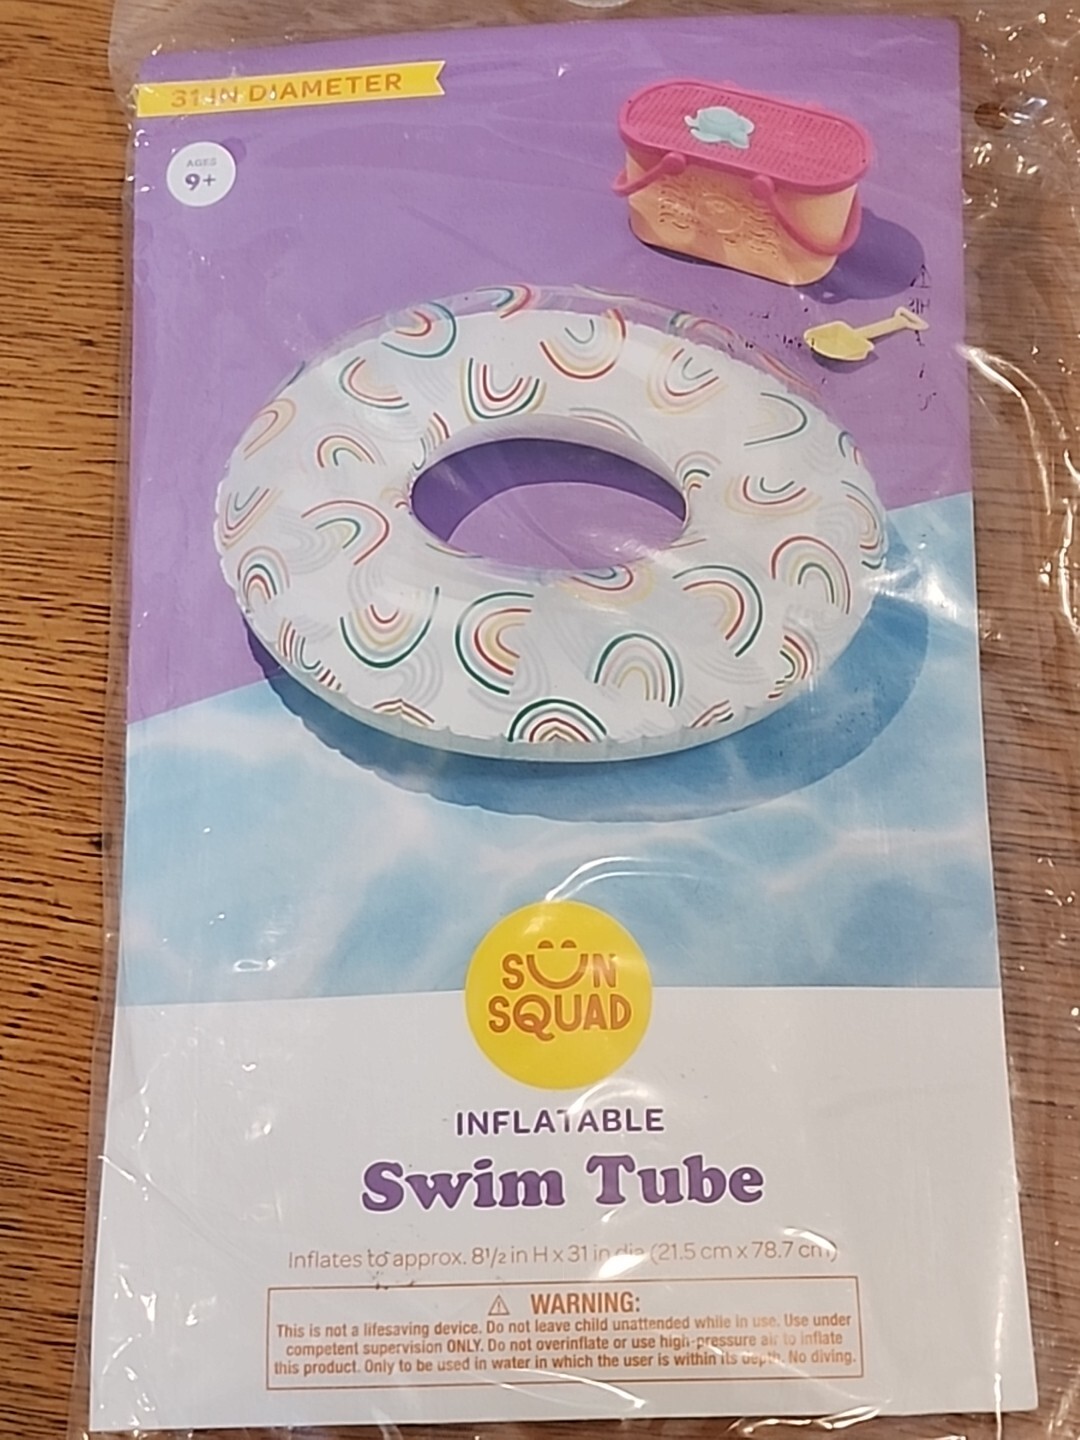 31 IN DIAMETER
AGES
9+
SUN
SQUAD
INFLATABLE
Swim Tube
Inflates to approx. 8½ in H x 31 in dia (21.5 cm x 78.7 cm)
⚠ WARNING:
This is not a lifesaving device. Do not leave child unattended while in use. Use under
competent supervision ONLY. Do not overinflate or use high-pressure air to inflate
this product. Only to be used in water in which the user is within its depth. No diving.